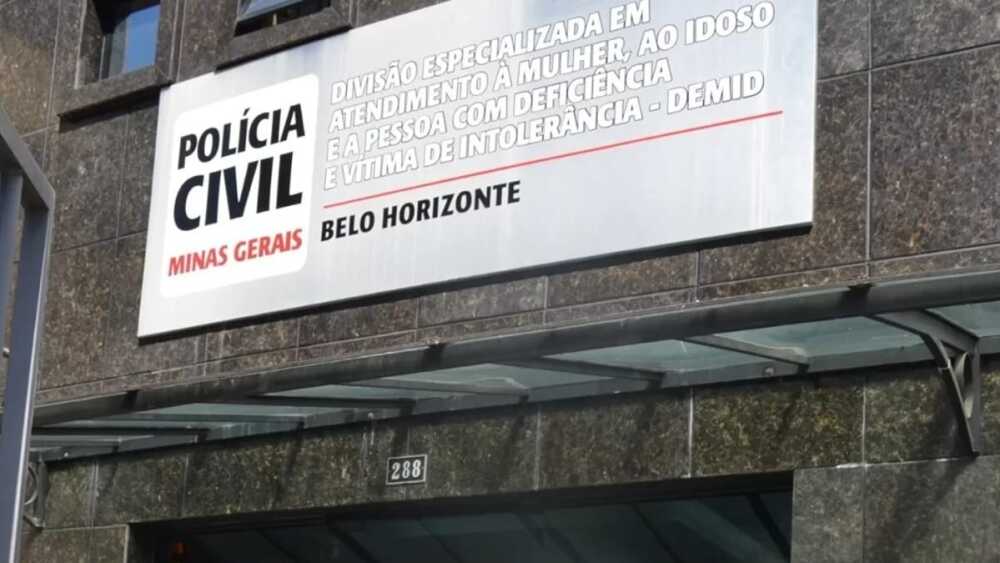 POLÍCIA
CIVIL
MINAS GERAIS
DIVISÃO ESPECIALIZADA EM
ATENDIMENTO À MULHER, AO IDOSO
E À PESSOA COM DEFICIÊNCIA
E VÍTIMA DE INTOLERÂNCIA - DEMID
BELO HORIZONTE
288